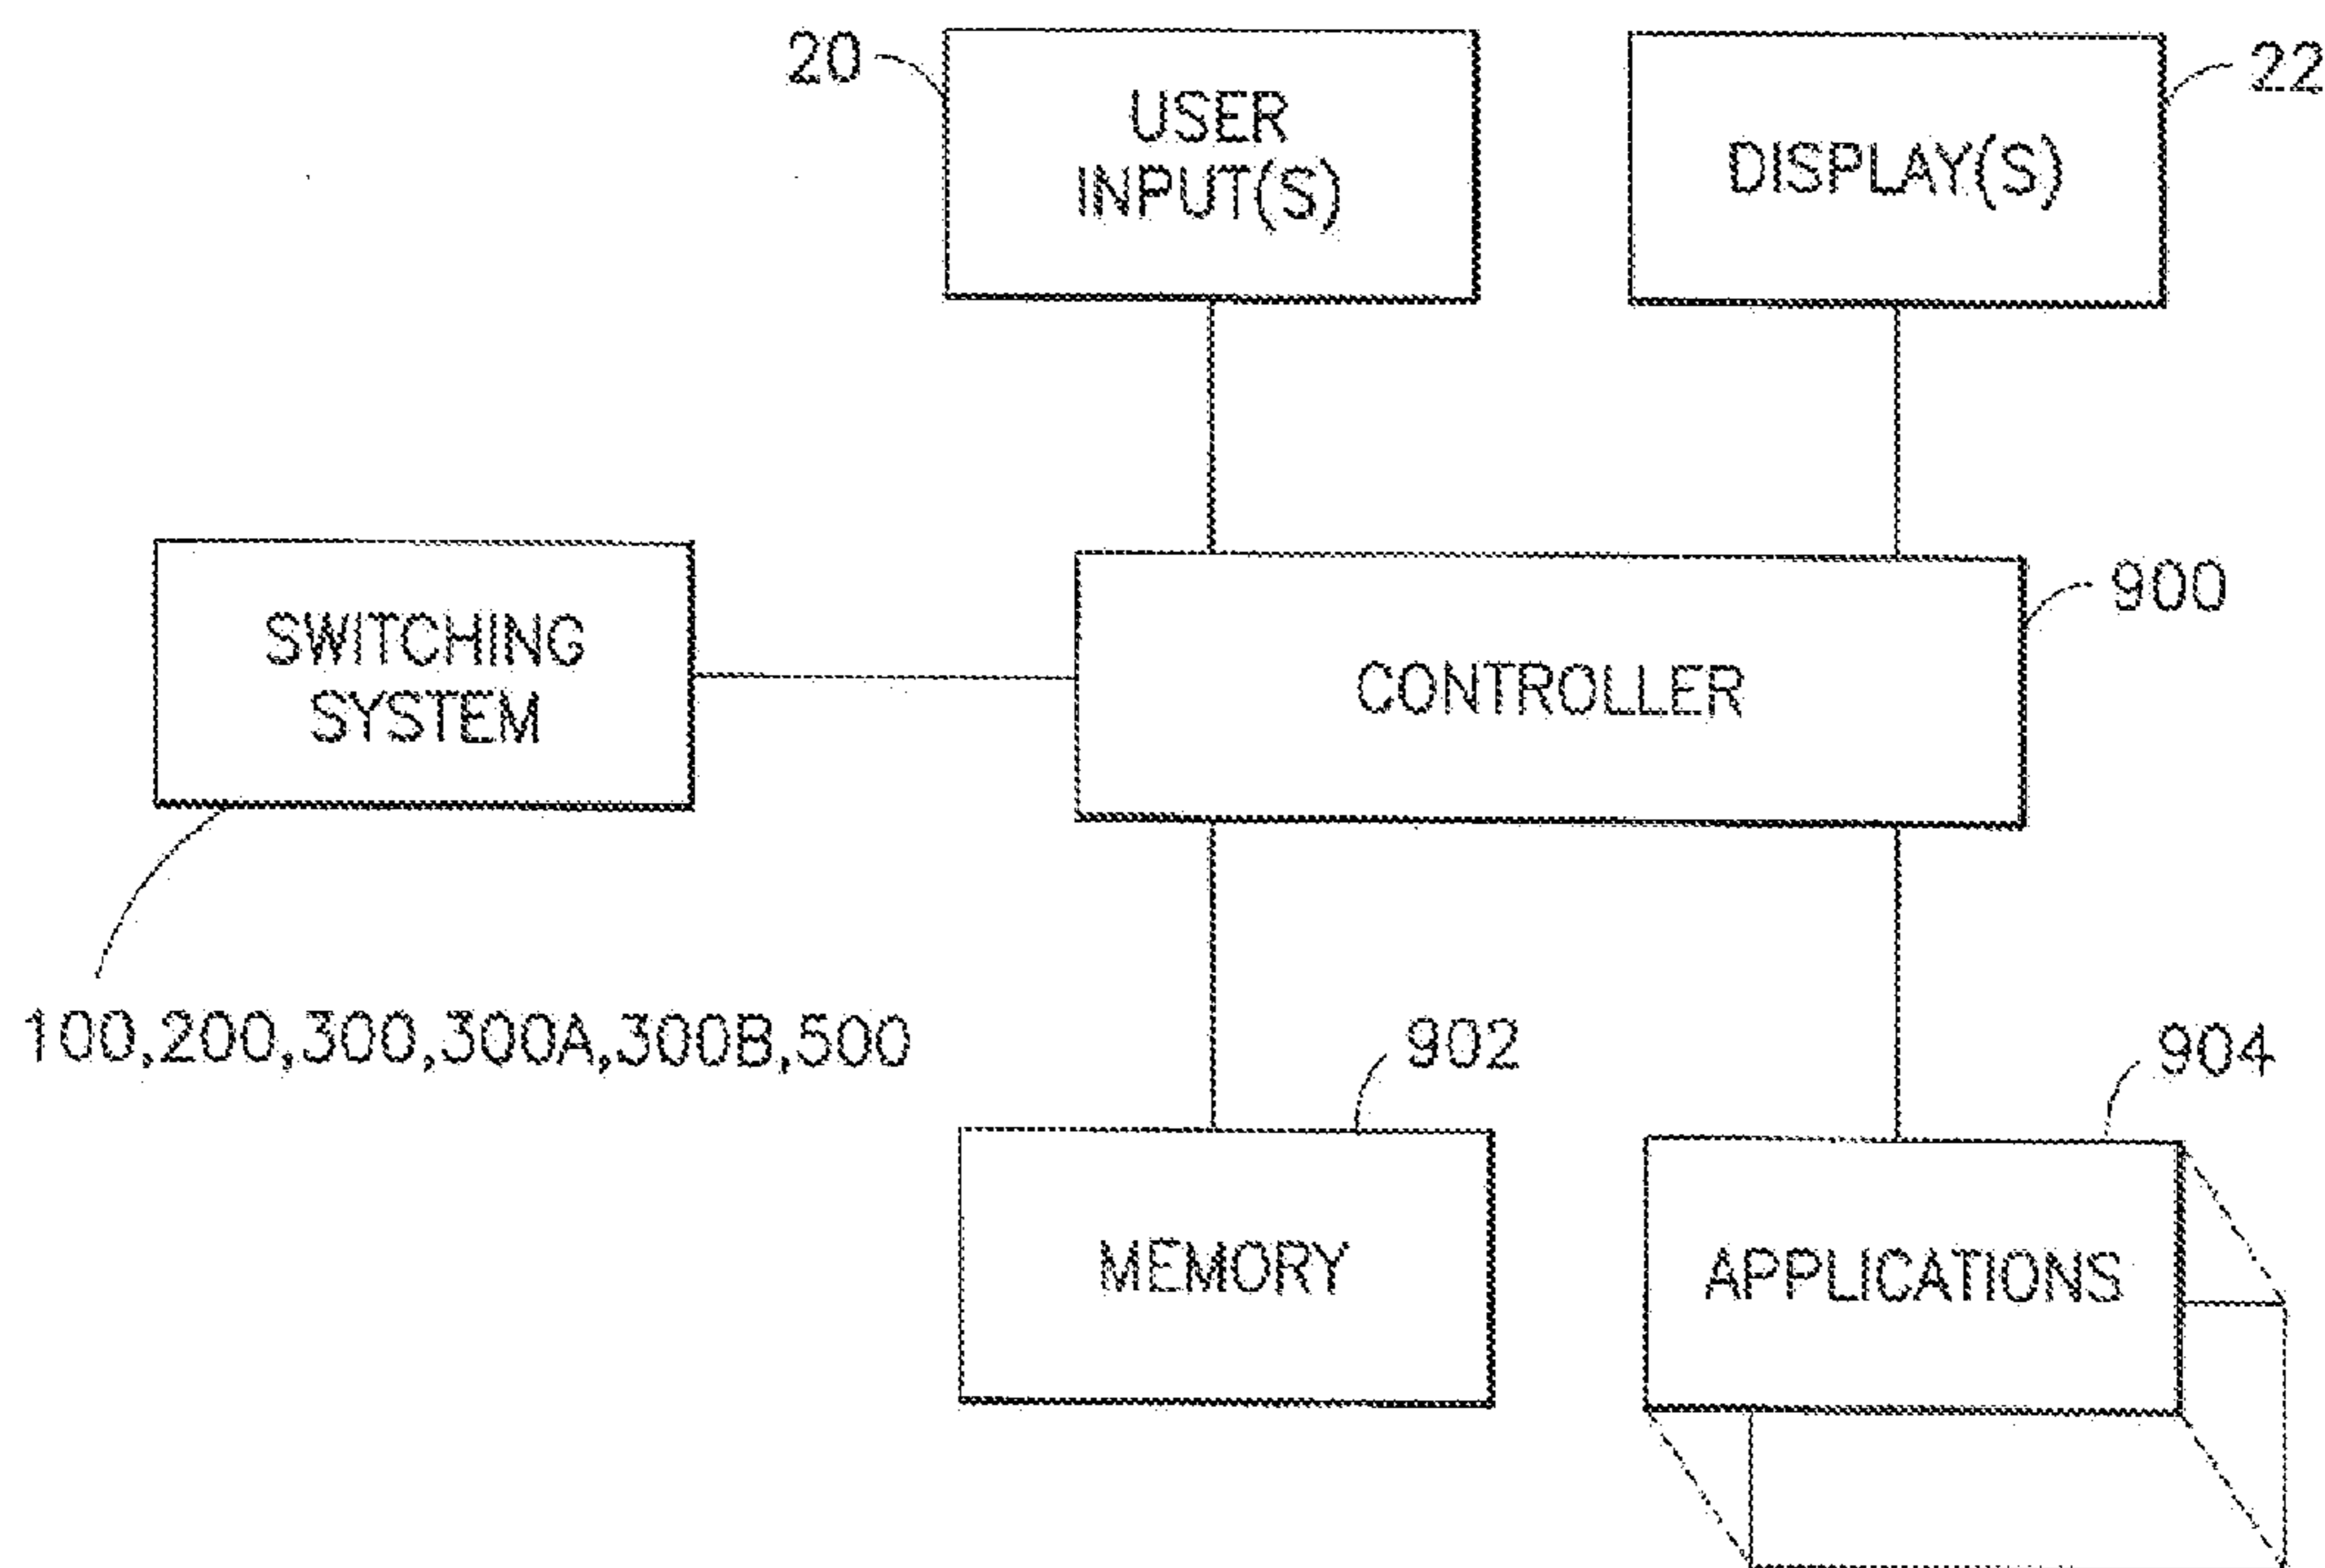 20
USER
INPUT(S)
DISPLAY(S)
22
SWITCHING
SYSTEM
CONTROLLER
900
100,200,300,300A,300B,500
902
904
MEMORY
APPLICATIONS